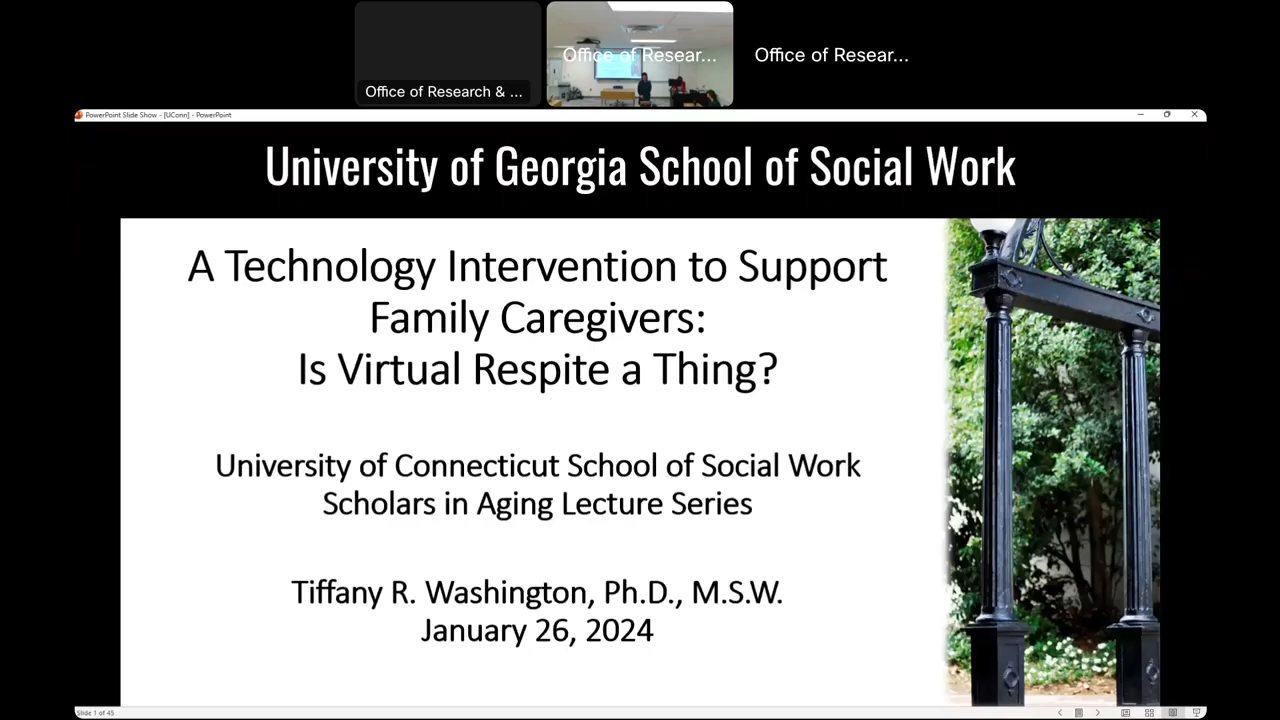 Office of Research & ...
Office of Resear...
Office of Resear...
PowerPoint Slide Show - [UConn] - PowerPoint
University of Georgia School of Social Work
A Technology Intervention to Support
Family Caregivers:
Is Virtual Respite a Thing?
University of Connecticut School of Social Work
Scholars in Aging Lecture Series
Tiffany R. Washington, Ph.D., M.S.W.
January 26, 2024
Slide 1 of 45